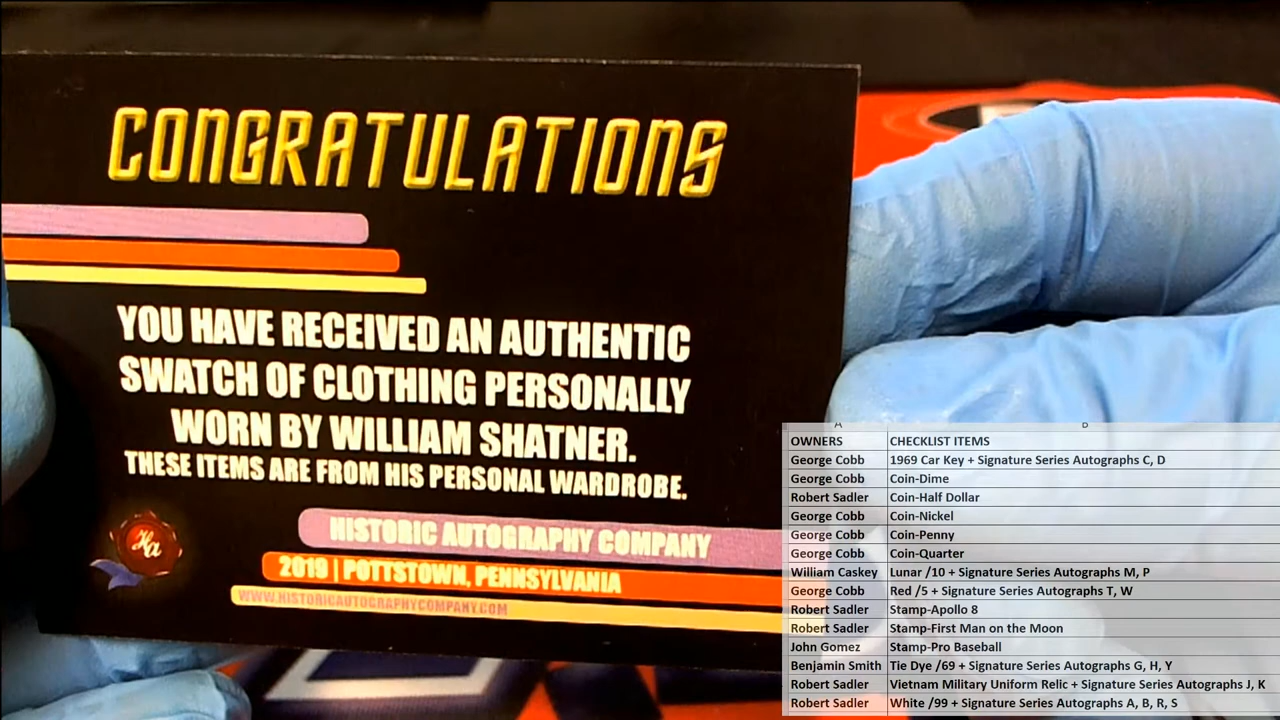 CONGRATULATIONS
YOU HAVE RECEIVED AN AUTHENTIC
SWATCH OF CLOTHING PERSONALLY
WORN BY WILLIAM SHATNER.
THESE ITEMS ARE FROM HIS PERSONAL WARDROBE.
HISTORIC AUTOGRAPHY COMPANY
2019 | POTTSTOWN, PENNSYLVANIA
WWW.HISTORICAUTOGRAPHYCOMPANY.COM
Ha
A B
OWNERS CHECKLIST ITEMS
George Cobb 1969 Car Key + Signature Series Autographs C, D
George Cobb Coin-Dime
Robert Sadler Coin-Half Dollar
George Cobb Coin-Nickel
George Cobb Coin-Penny
George Cobb Coin-Quarter
William Caskey Lunar /10 + Signature Series Autographs M, P
George Cobb Red /5 + Signature Series Autographs T, W
Robert Sadler Stamp-Apollo 8
Robert Sadler Stamp-First Man on the Moon
John Gomez Stamp-Pro Baseball
Benjamin Smith Tie Dye /69 + Signature Series Autographs G, H, Y
Robert Sadler Vietnam Military Uniform Relic + Signature Series Autographs J, K
Robert Sadler White /99 + Signature Series Autographs A, B, R, S